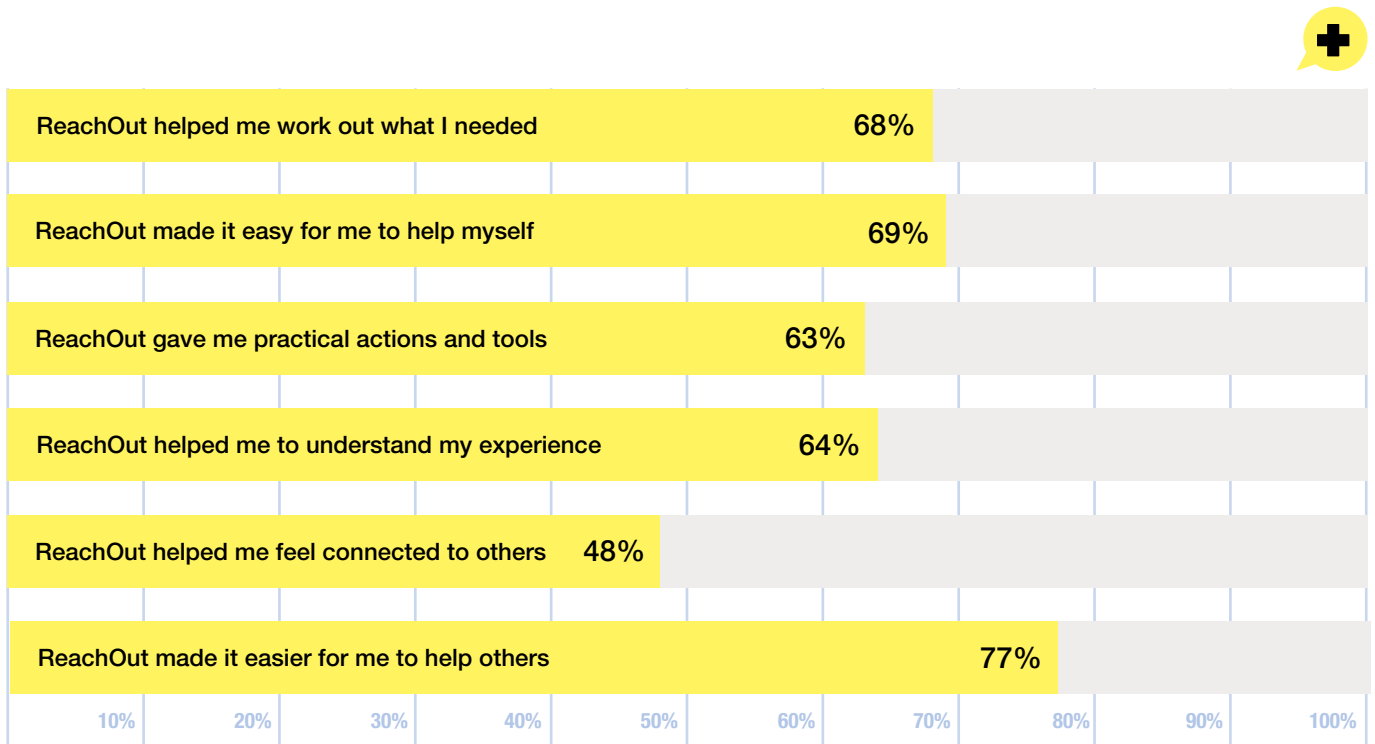 ReachOut helped me work out what I needed 68%
ReachOut made it easy for me to help myself 69%
ReachOut gave me practical actions and tools 63%
ReachOut helped me to understand my experience 64%
ReachOut helped me feel connected to others 48%
ReachOut made it easier for me to help others 77%
10% 20% 30% 40% 50% 60% 70% 80% 90% 100%